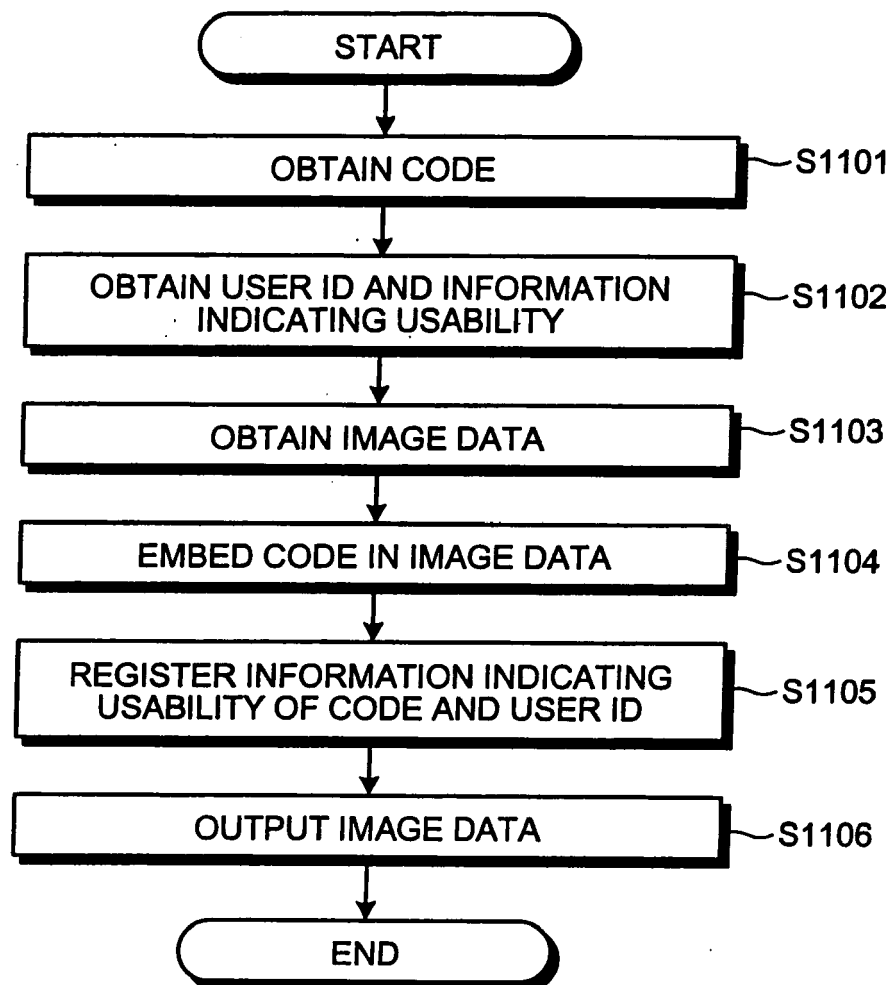 START
OBTAIN CODE
S1101
OBTAIN USER ID AND INFORMATION
INDICATING USABILITY
S1102
OBTAIN IMAGE DATA
S1103
EMBED CODE IN IMAGE DATA
S1104
REGISTER INFORMATION INDICATING
USABILITY OF CODE AND USER ID
S1105
OUTPUT IMAGE DATA
S1106
END